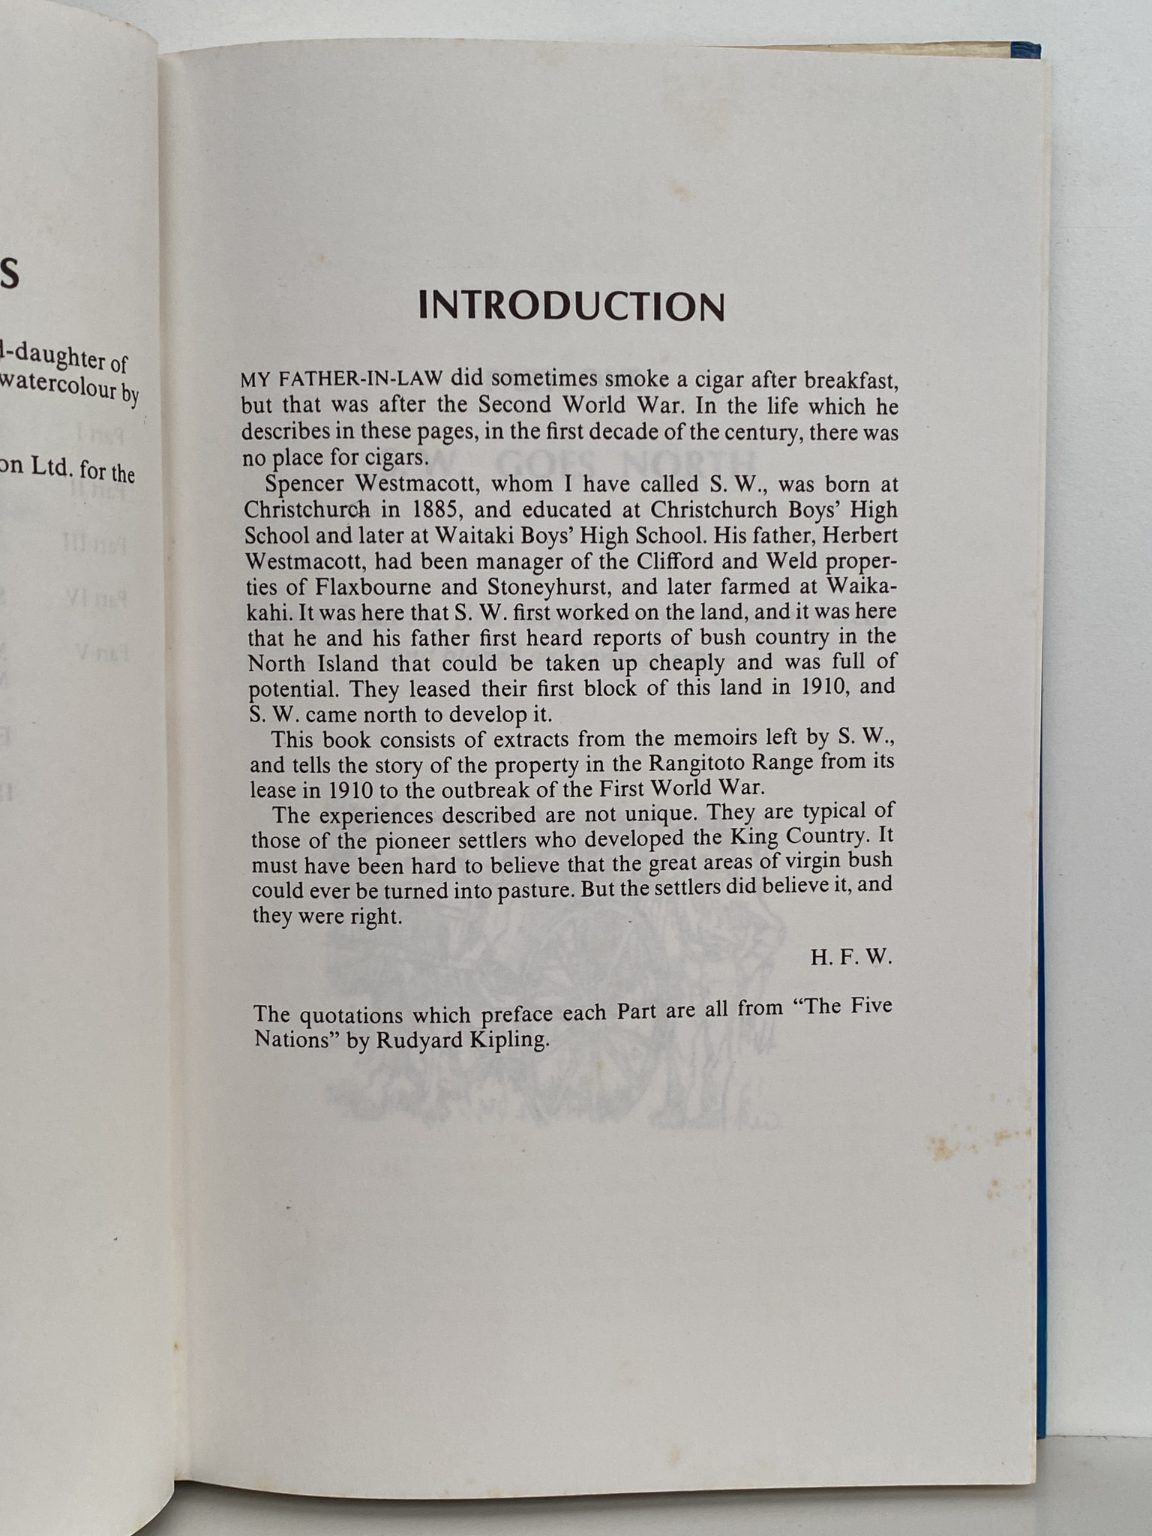 S
l-daughter of
watercolour by
on Ltd. for the
INTRODUCTION
MY FATHER-IN-LAW did sometimes smoke a cigar after breakfast,
but that was after the Second World War. In the life which he
describes in these pages, in the first decade of the century, there was
no place for cigars.
Spencer Westmacott, whom I have called S. W., was born at
Christchurch in 1885, and educated at Christchurch Boys' High
School and later at Waitaki Boys' High School. His father, Herbert
Westmacott, had been manager of the Clifford and Weld proper-
ties of Flaxbourne and Stoneyhurst, and later farmed at Waika-
kahi. It was here that S. W. first worked on the land, and it was here
that he and his father first heard reports of bush country in the
North Island that could be taken up cheaply and was full of
potential. They leased their first block of this land in 1910, and
S. W. came north to develop it.
This book consists of extracts from the memoirs left by S. W.,
and tells the story of the property in the Rangitoto Range from its
lease in 1910 to the outbreak of the First World War.
The experiences described are not unique. They are typical of
those of the pioneer settlers who developed the King Country. It
must have been hard to believe that the great areas of virgin bush
could ever be turned into pasture. But the settlers did believe it, and
they were right.
H. F. W.
The quotations which preface each Part are all from “The Five
Nations” by Rudyard Kipling.